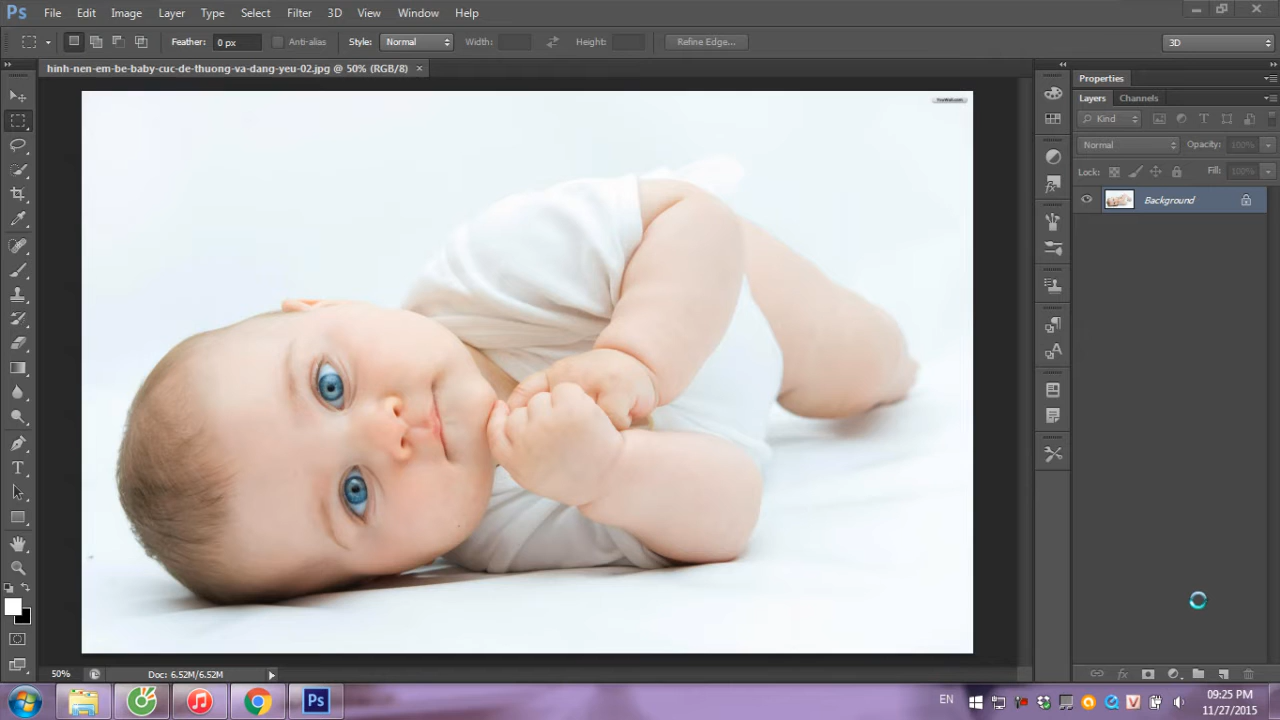 Ps File Edit Image Layer Type Select Filter 3D View Window Help
Feather: 0 px Anti-alias Style: Normal Width: Height: Refine Edge... 3D
hinh-nen-em-be-baby-cuc-de-thuong-va-dang-yeu-02.jpg @ 50% (RGB/8) ×
Properties
Layers Channels
Kind
Normal Opacity: 100%
Lock: Fill: 100%
Background
50% Doc: 6.52M/6.52M
Ps EN 09:25 PM
11/27/2015